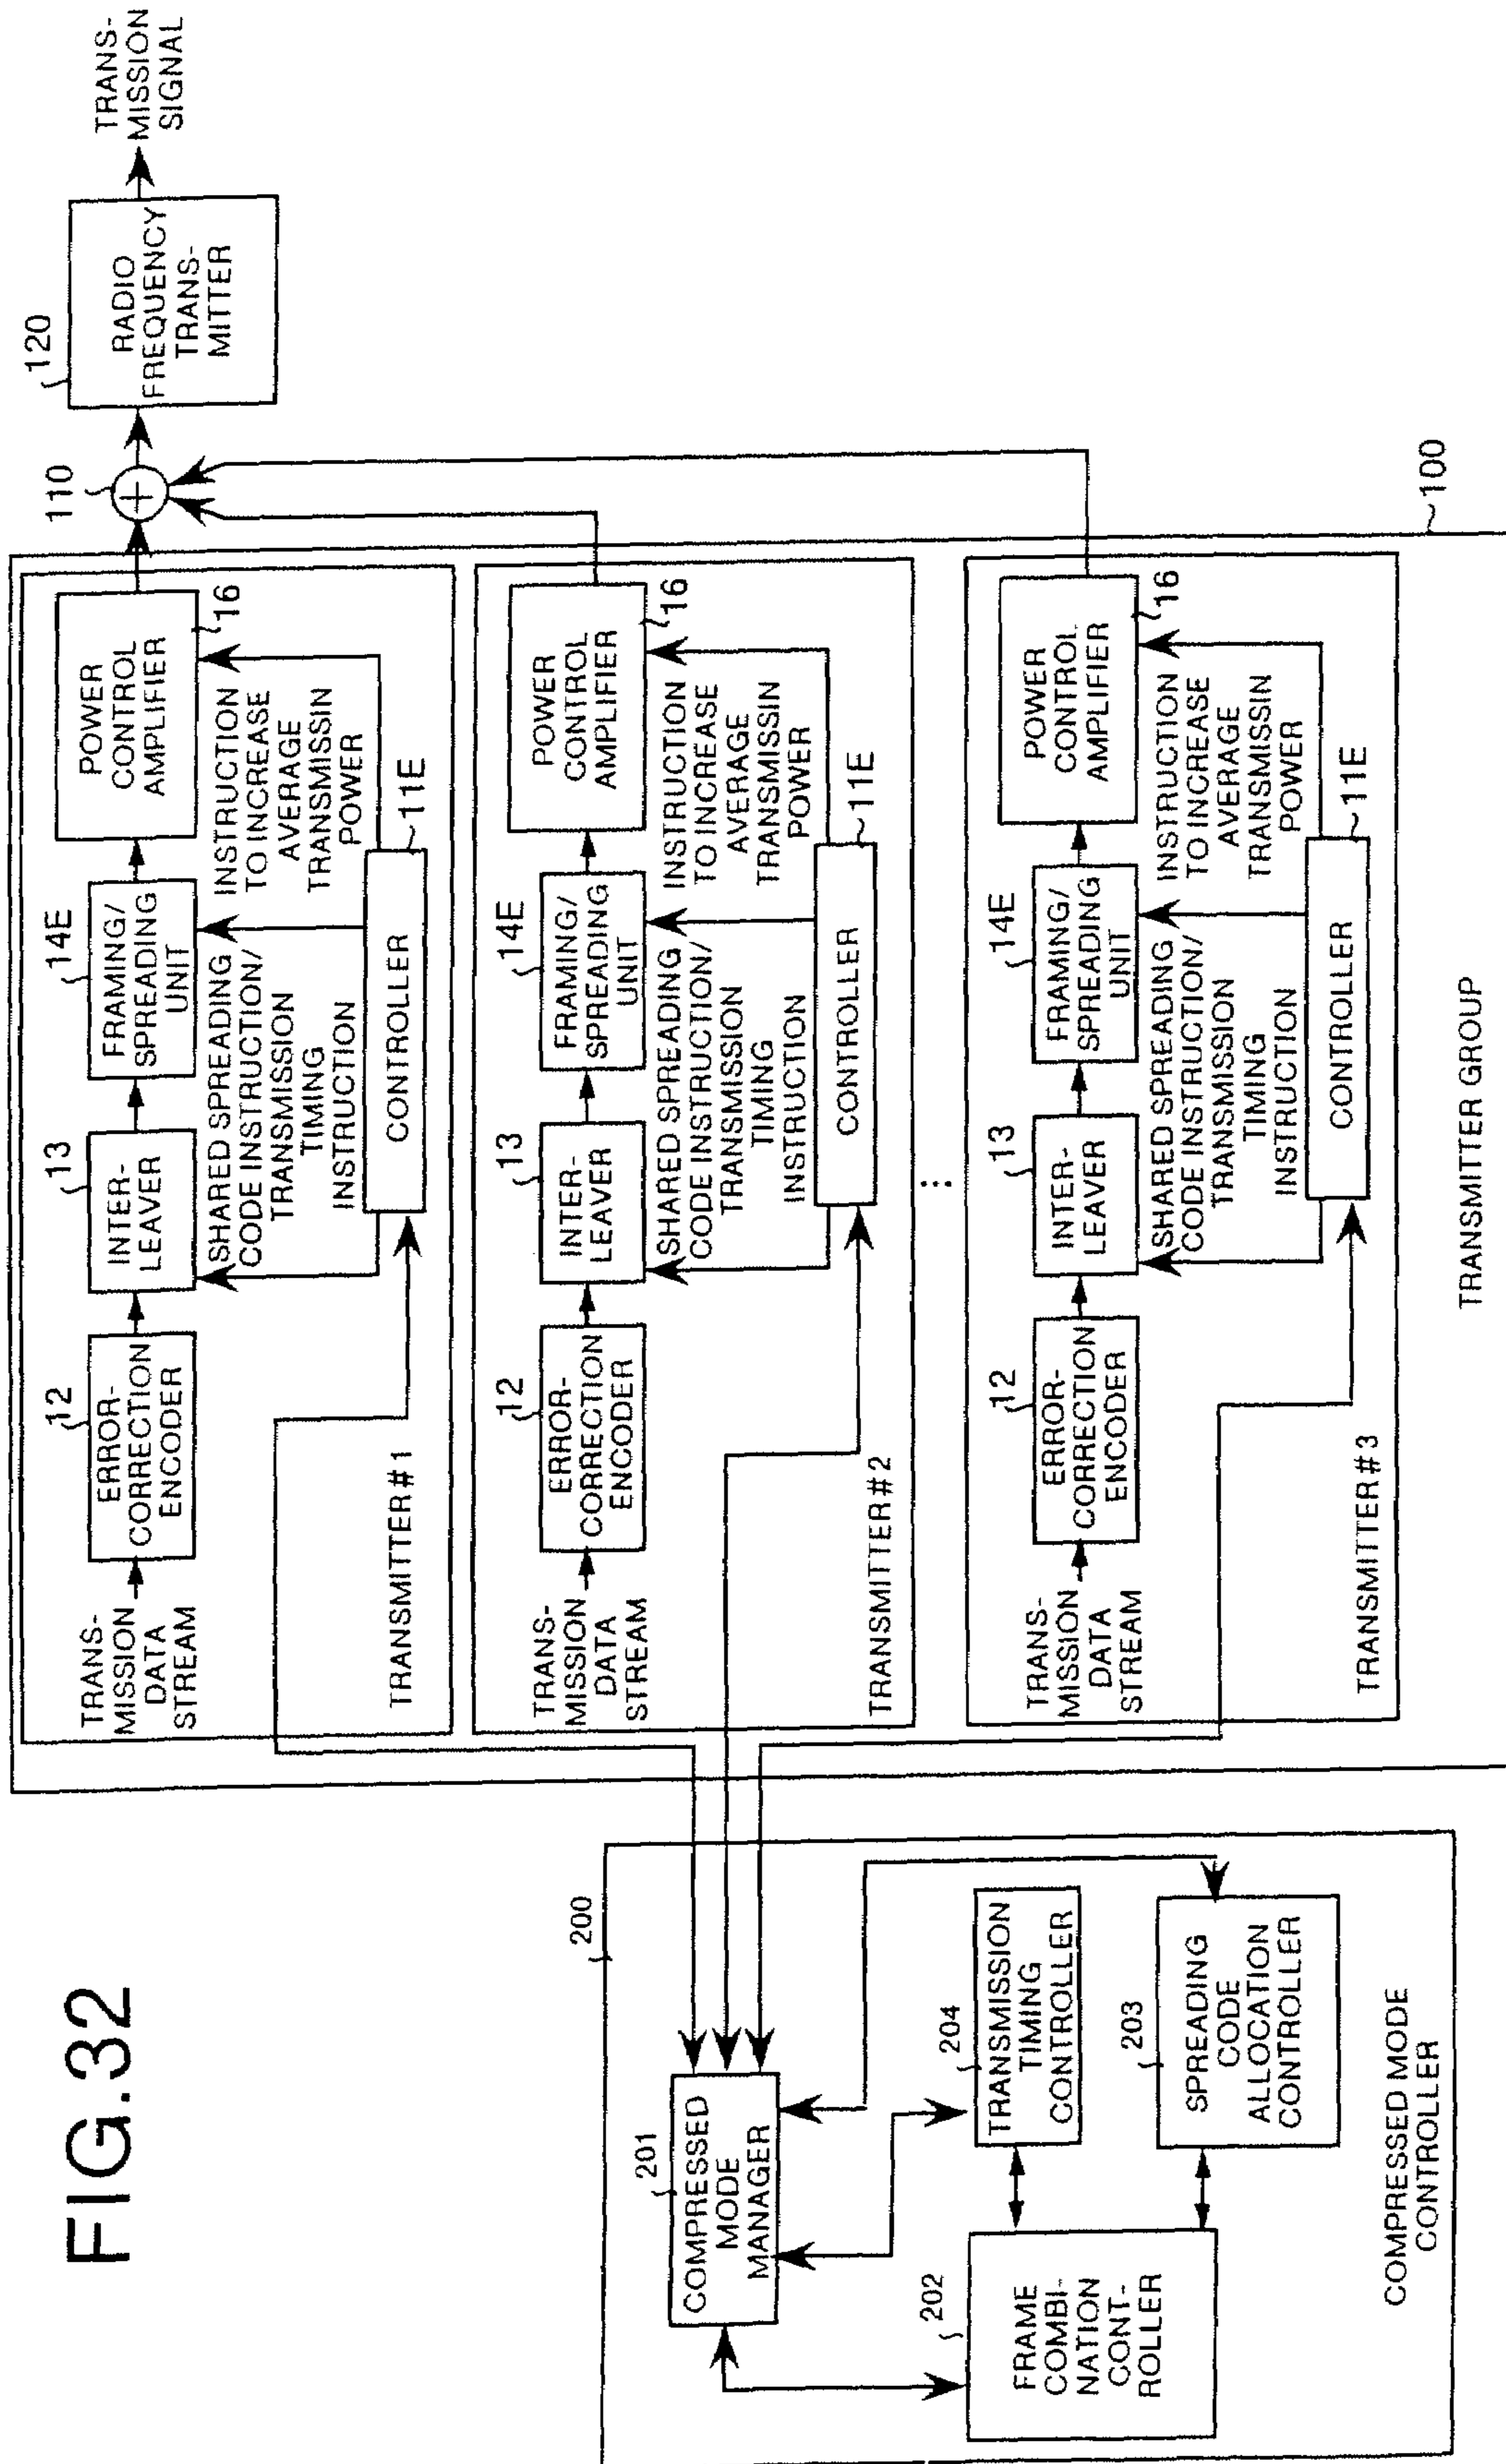 FIG.32
200
201
COMPRESSED
MODE
MANAGER
202
FRAME
COMBI-
NATION
CONT-
ROLLER
204
TRANSMISSION
TIMING
CONTROLLER
203
SPREADING
CODE
ALLOCATION
CONTROLLER
COMPRESSED MODE
CONTROLLER
TRANS-
MISSION
DATA
STREAM
12
ERROR-
CORRECTION
ENCODER
13
INTER-
LEAVER
14E
FRAMING/
SPREADING
UNIT
POWER
CONTROL
AMPLIFIER
16
SHARED SPREADING
CODE INSTRUCTION/
TRANSMISSION
TIMING
INSTRUCTION
INSTRUCTION
TO INCREASE
AVERAGE
TRANSMISSIN
POWER
CONTROLLER
11E
TRANSMITTER#1
TRANS-
MISSION
DATA
STREAM
12
ERROR-
CORRECTION
ENCODER
13
INTER-
LEAVER
14E
FRAMING/
SPREADING
UNIT
POWER
CONTROL
AMPLIFIER
16
SHARED SPREADING
CODE INSTRUCTION/
TRANSMISSION
TIMING
INSTRUCTION
INSTRUCTION
TO INCREASE
AVERAGE
TRANSMISSIN
POWER
CONTROLLER
11E
TRANSMITTER#2
...
TRANS-
MISSION
DATA
STREAM
12
ERROR-
CORRECTION
ENCODER
13
INTER-
LEAVER
14E
FRAMING/
SPREADING
UNIT
POWER
CONTROL
AMPLIFIER
16
SHARED SPREADING
CODE INSTRUCTION/
TRANSMISSION
TIMING
INSTRUCTION
INSTRUCTION
TO INCREASE
AVERAGE
TRANSMISSIN
POWER
CONTROLLER
11E
TRANSMITTER#3
TRANSMITTER GROUP
100
110
+
120
RADIO
FREQUENCY
TRANS-
MITTER
TRANS-
MISSION
SIGNAL